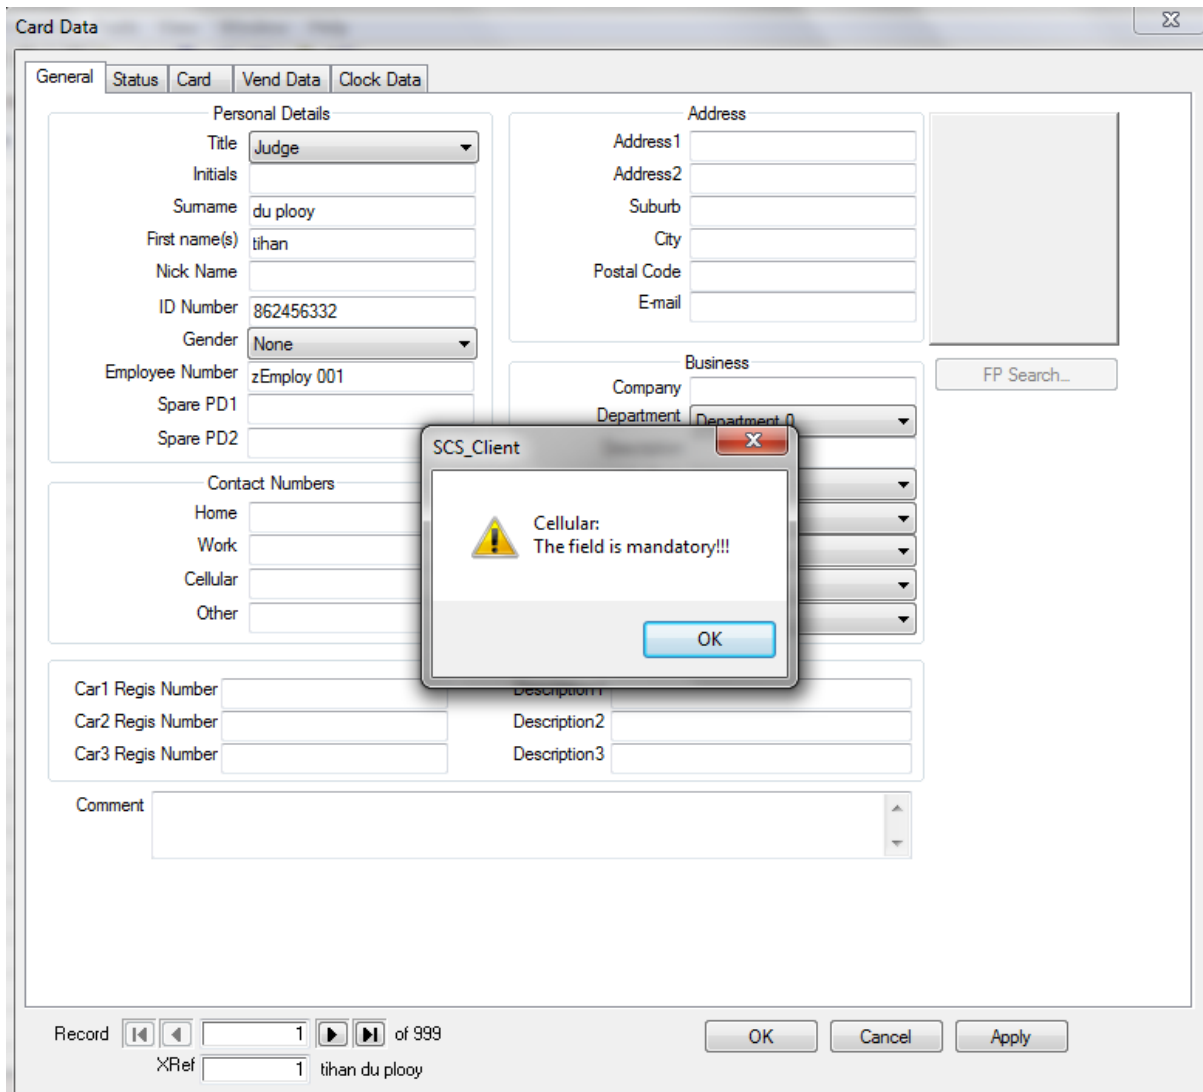 Card Data
General Status Card Vend Data Clock Data
Personal Details
Title Judge
Initials
Surname du plooy
First name(s) tihan
Nick Name
ID Number 862456332
Gender None
Employee Number zEmploy 001
Spare PD1
Spare PD2
Address
Address1
Address2
Suburb
City
Postal Code
E-mail
Business
Company
Department Department 0
FP Search...
SCS_Client
Cellular:
The field is mandatory!!!
OK
Contact Numbers
Home
Work
Cellular
Other
Car1 Regis Number Description1
Car2 Regis Number Description2
Car3 Regis Number Description3
Comment
Record 1 of 999
XRef 1 tihan du plooy
OK Cancel Apply